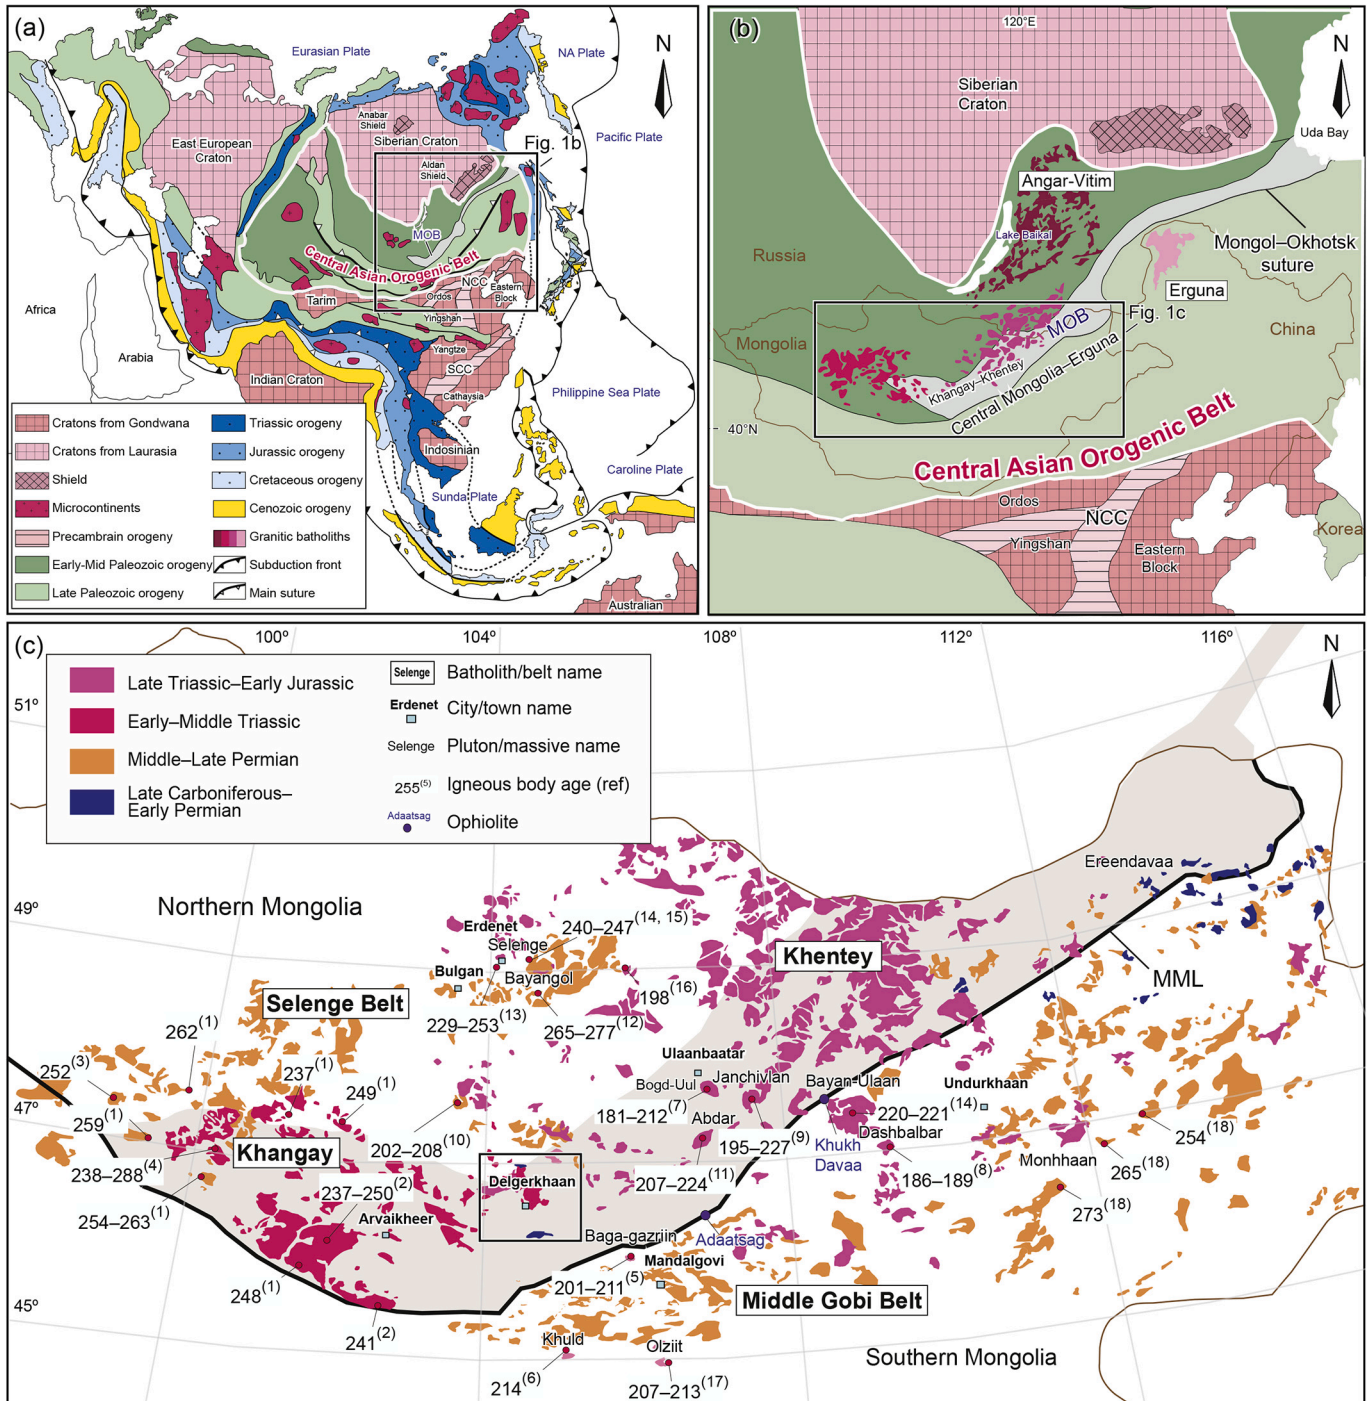 (a)
Eurasian Plate
NA Plate
N
Pacific Plate
Anabar
Shield
Siberian Craton
East European
Craton
Fig. 1b
Aldan
Shield
MOB
Central Asian Orogenic Belt
NCC
Eastern
Block
Tarim
Ordos
Yingshan
Africa
Arabia
Yangtze
SCC
Indian Craton
Cathaysia
Philippine Sea Plate
Indosinian
Caroline Plate
Sunda Plate
Australian
Cratons from Gondwana
Cratons from Laurasia
Shield
Microcontinents
Precambrain orogeny
Early-Mid Paleozoic orogeny
Late Paleozoic orogeny
Triassic orogeny
Jurassic orogeny
Cretaceous orogeny
Cenozoic orogeny
Granitic batholiths
Subduction front
Main suture
(b)
120°E
N
Siberian
Craton
Uda Bay
Angar-Vitim
Lake Baikal
Russia
Mongol–Okhotsk
suture
Erguna
Fig. 1c
MOB
China
Mongolia
Khangay–Khentey
Central Mongolia–Erguna
40°N
Central Asian Orogenic Belt
Ordos
NCC
Yingshan
Eastern
Block
Korea
(c)
100º
104º
108º
112º
116º
N
51º
49º
47º
45º
Late Triassic–Early Jurassic
Early–Middle Triassic
Middle–Late Permian
Late Carboniferous–
Early Permian
Selenge
Batholith/belt name
Erdenet
City/town name
Selenge
Pluton/massive name
255(5)
Igneous body age (ref)
Adaatsag
Ophiolite
Ereendavaa
Northern Mongolia
Erdenet
240–247(14, 15)
Selenge
Khentey
Bulgan
Bayangol
MML
198(16)
Selenge Belt
229–253(13)
265–277(12)
262(1)
Ulaanbaatar
237(1)
252(3)
249(1)
Bogd-Uul
Janchivlan
Bayan-Ulaan
Undurkhaan
181–212(7)
220–221(14)
259(1)
Abdar
Dashbalbar
254(18)
202–208(10)
195–227(9)
Khukh
Davaa
Khangay
238–288(4)
Monhhaan
265(18)
207–224(11)
186–189(8)
Delgerkhaan
237–250(2)
273(18)
254–263(1)
Arvaikheer
Baga-gazriin
Adaatsag
Mandalgovi
201–211(5)
248(1)
Middle Gobi Belt
241(2)
Khuld
Olziit
Southern Mongolia
214(6)
207–213(17)